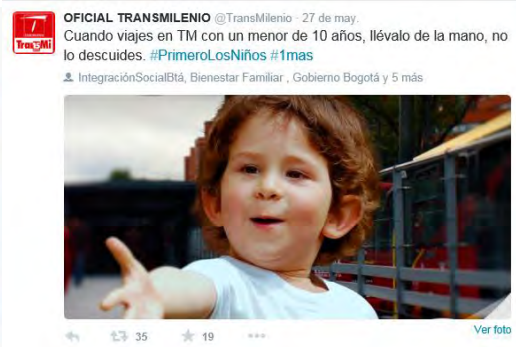 OFICIAL TRANSMILENIO @TransMilenio · 27 de may.
Cuando viajes en TM con un menor de 10 años, llévalo de la mano, no
lo descuides. #PrimeroLosNiños #1mas
IntegraciónSocialBtá, Bienestar Familiar , Gobierno Bogotá y 5 más
35 19
Ver foto